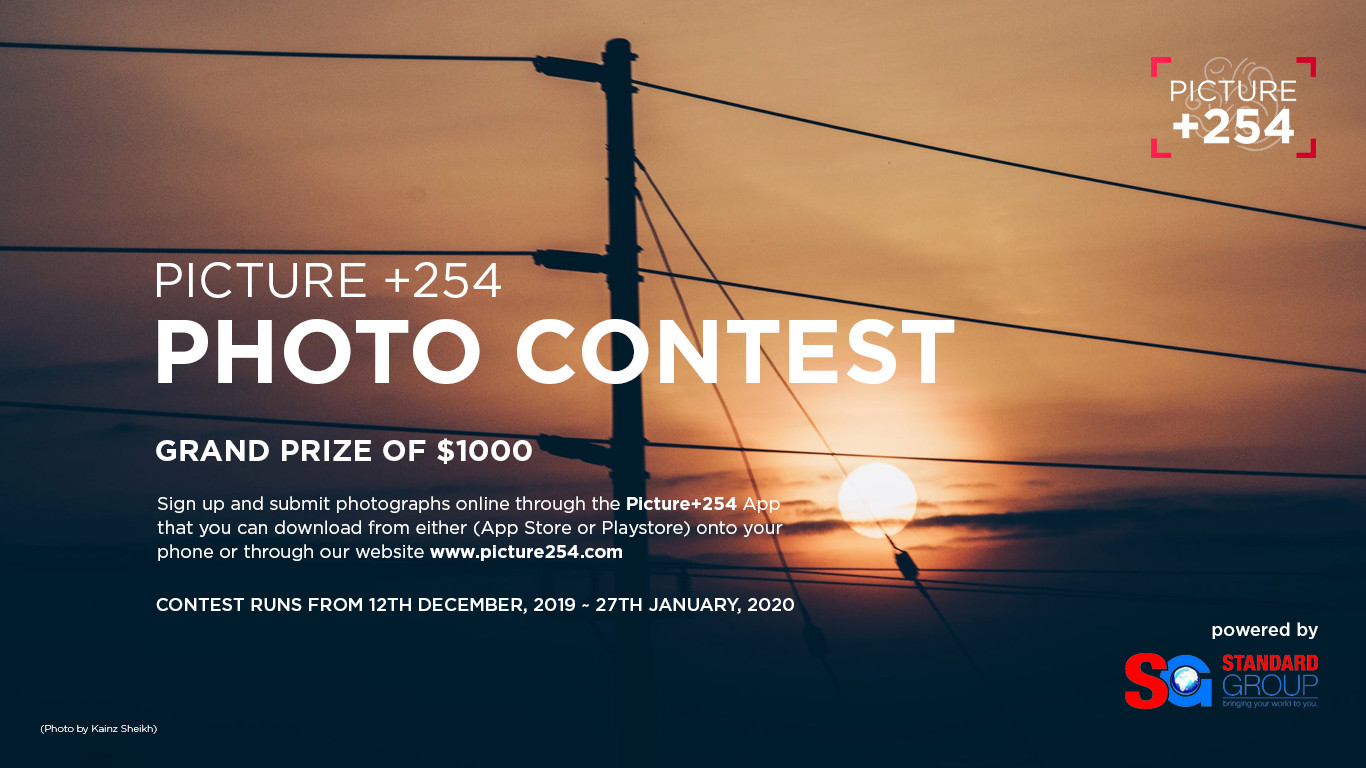 PICTURE
+254
PICTURE +254
PHOTO CONTEST
GRAND PRIZE OF $1000
Sign up and submit photographs online through the Picture+254 App
that you can download from either (App Store or Playstore) onto your
phone or through our website www.picture254.com
CONTEST RUNS FROM 12TH DECEMBER, 2019 ~ 27TH JANUARY, 2020
powered by
SG STANDARD
GROUP
bringing your world to you.
(Photo by Kainz Sheikh)